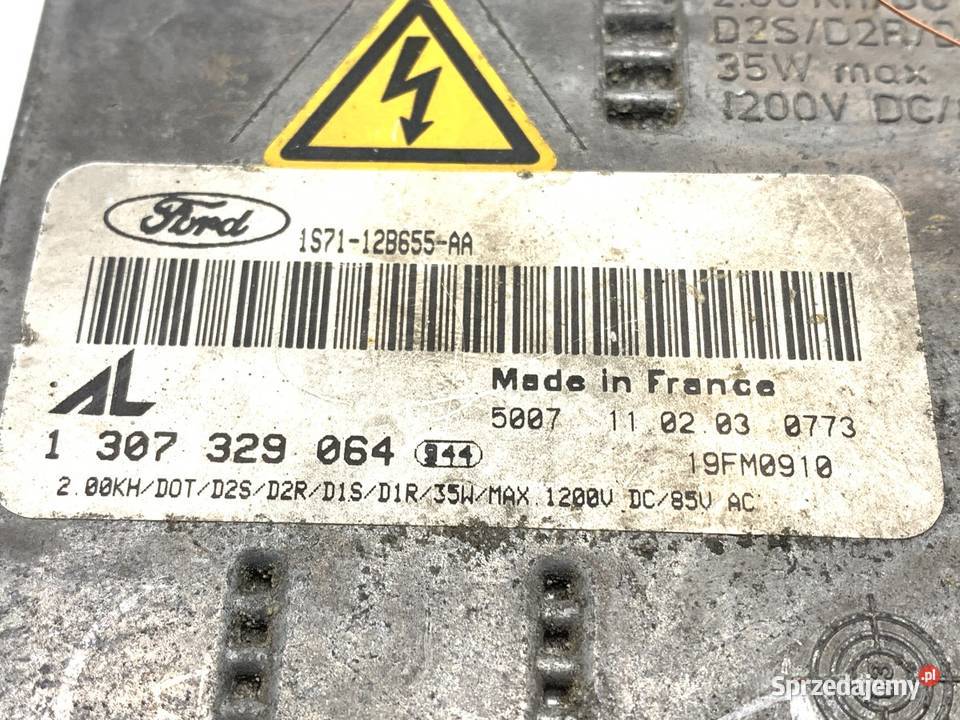 D2S/D2R/
35W max
1200V DC/
Ford
1S71-12B655-AA
AL
Made in France
5007 11 02 03 0773
1 307 329 064 944
19FM0910
2.00KH/DOT/D2S/D2R/D1S/D1R/35W/MAX 1200V DC/85V AC
Sprzedajemy.pl